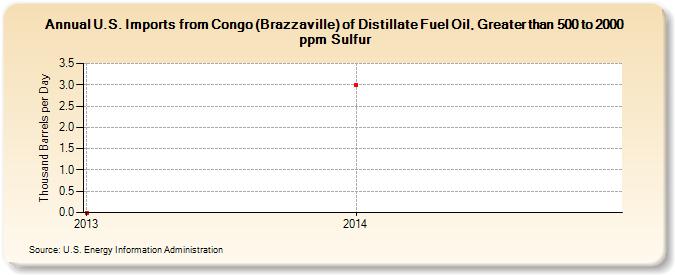 Annual U.S. Imports from Congo (Brazzaville) of Distillate Fuel Oil, Greater than 500 to 2000
ppm Sulfur
Thousand Barrels per Day
3.5
3.0
2.5
2.0
1.5
1.0
0.5
0.0
2013
2014
Source: U.S. Energy Information Administration